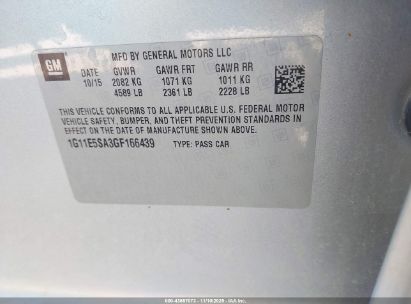 GM
MFD BY GENERAL MOTORS LLC
DATE GVWR GAWR FRT GAWR RR
10/15 2082 KG 1071 KG 1011 KG
4589 LB 2361 LB 2228 LB
THIS VEHICLE CONFORMS TO ALL APPLICABLE U.S. FEDERAL MOTOR
VEHICLE SAFETY, BUMPER, AND THEFT PREVENTION STANDARDS IN
EFFECT ON THE DATE OF MANUFACTURE SHOWN ABOVE.
1G11E5SA3GF166439 TYPE: PASS CAR